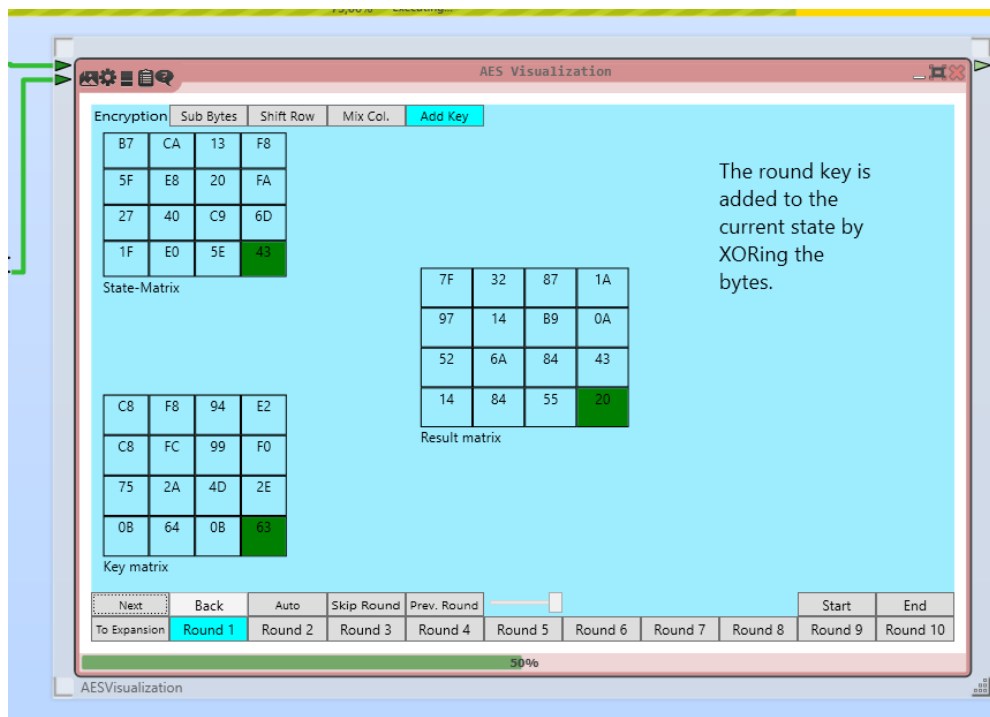 AES Visualization
Encryption Sub Bytes Shift Row Mix Col. Add Key
B7 CA 13 F8
5F E8 20 FA
27 40 C9 6D
1F E0 5E 43
State-Matrix
The round key is
added to the
current state by
XORing the
bytes.
7F 32 87 1A
97 14 B9 0A
52 6A 84 43
14 84 55 20
Result matrix
C8 F8 94 E2
C8 FC 99 F0
75 2A 4D 2E
0B 64 0B 63
Key matrix
Next Back Auto Skip Round Prev. Round Start End
To Expansion Round 1 Round 2 Round 3 Round 4 Round 5 Round 6 Round 7 Round 8 Round 9 Round 10
50%
AESVisualization